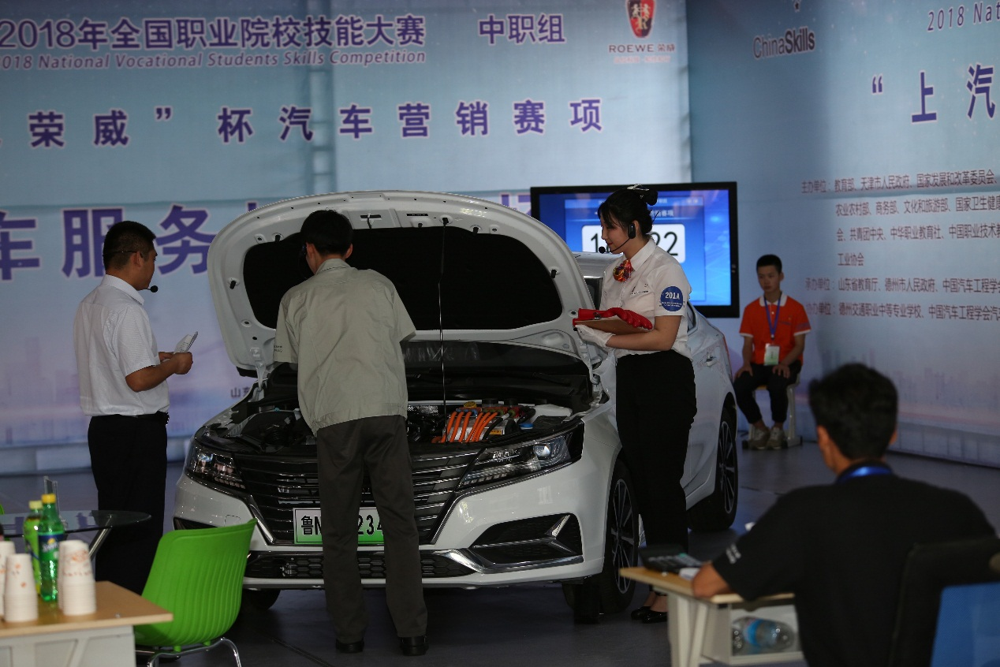 2018年全国职业院校技能大赛 中职组
2018 National Vocational Students Skills Competition
ROEWE 荣威
荣威” 杯汽车营销赛项
车服务
ChinaSkills
2018 Nat
“上汽
主办单位：教育部、天津市人民政府、国家发展和改革委员会、
农业农村部、商务部、文化和旅游部、国家卫生健康
会、共青团中央、中华职业教育社、中国职业技术教
工业协会
承办单位：山东省教育厅、德州市人民政府、中国汽车工程学
协办单位：德州交通职业中等专业学校、中国汽车工程学会汽
201A
鲁N 234
山东